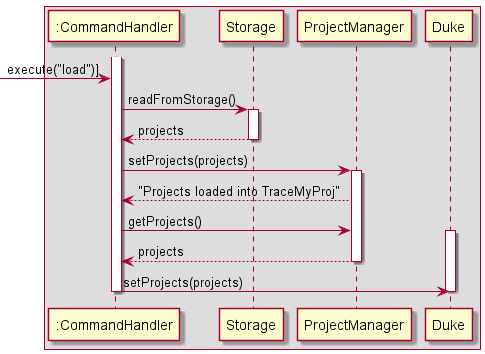 :CommandHandler Storage ProjectManager Duke
execute("load")]
readFromStorage()
projects
setProjects(projects)
"Projects loaded into TraceMyProj"
getProjects()
projects
setProjects(projects)
:CommandHandler Storage ProjectManager Duke